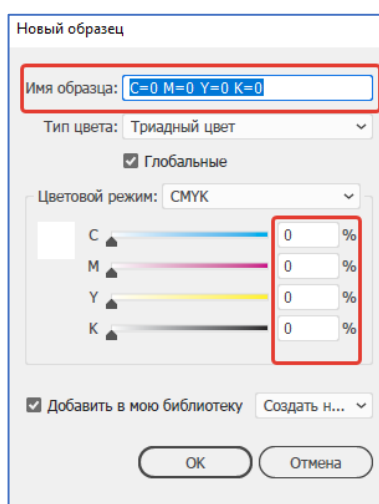 Новый образец
Имя образца: C=0 M=0 Y=0 K=0
Тип цвета: Триадный цвет
Глобальные
Цветовой режим: CMYK
C 0 %
M 0 %
Y 0 %
K 0 %
Добавить в мою библиотеку Создать н...
ОК Отмена